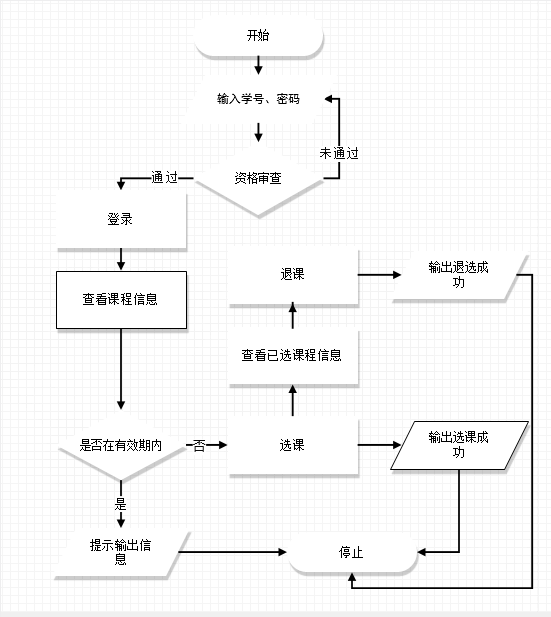 开始
输入学号、密码
未通过
通过
资格审查
登录
退课
输出退选成
功
查看课程信息
查看已选课程信息
是否在有效期内
否
选课
输出选课成
功
是
提示输出信
息
停止